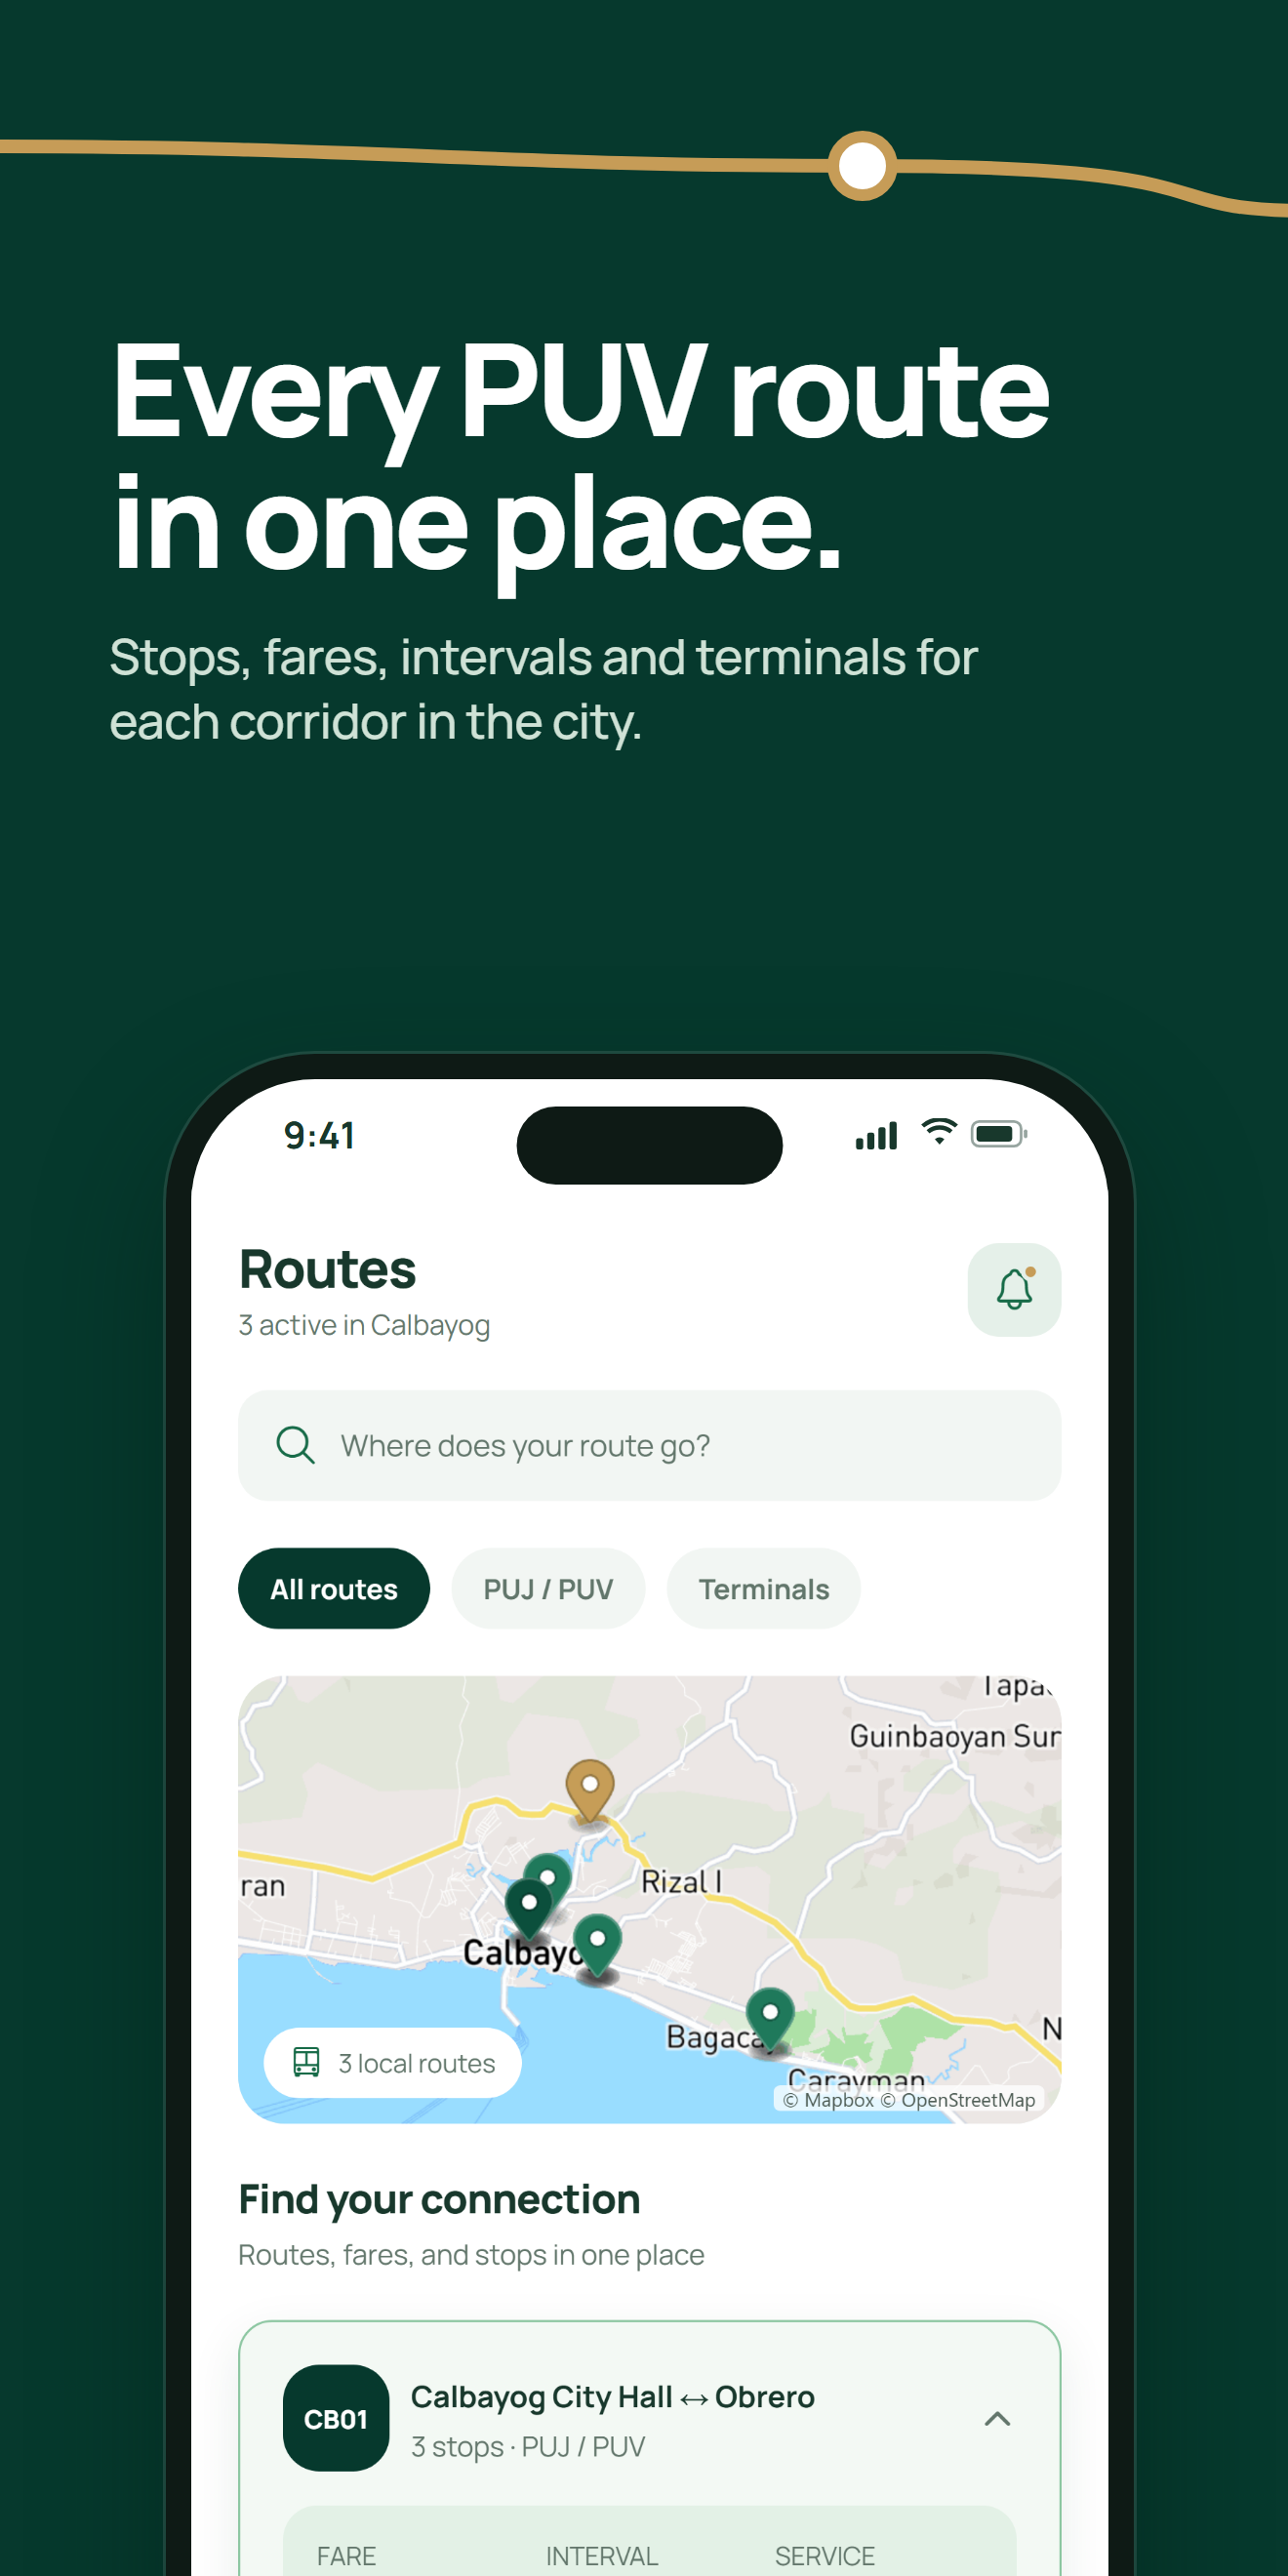 Every PUV route
in one place.
Stops, fares, intervals and terminals for
each corridor in the city.
9:41
Routes
3 active in Calbayog
Where does your route go?
All routes
PUJ / PUV
Terminals
Guinbaoyan Sur
Rizal I
ran
Calbayo
Bagaca
N
Carayman
3 local routes
© Mapbox © OpenStreetMap
Find your connection
Routes, fares, and stops in one place
CB01
Calbayog City Hall ↔ Obrero
3 stops · PUJ / PUV
FARE
INTERVAL
SERVICE